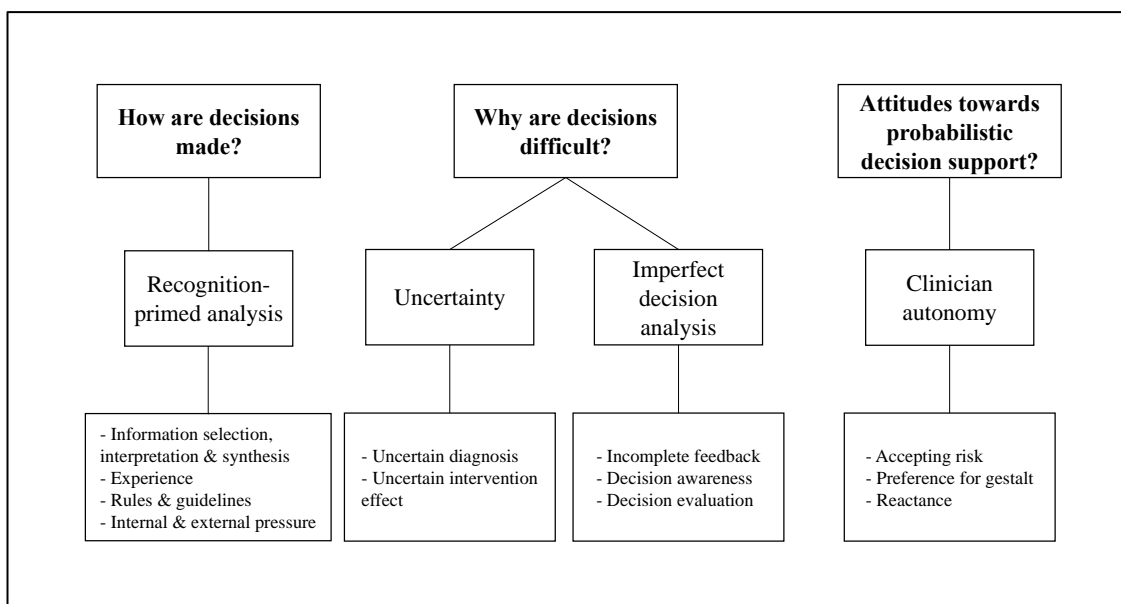 How are decisions
made?
Why are decisions
difficult?
Attitudes towards
probabilistic
decision support?
Recognition-
primed analysis
Uncertainty
Imperfect
decision
analysis
Clinician
autonomy
- Information selection,
interpretation & synthesis
- Experience
- Rules & guidelines
- Internal & external pressure
- Uncertain diagnosis
- Uncertain intervention
effect
- Incomplete feedback
- Decision awareness
- Decision evaluation
- Accepting risk
- Preference for gestalt
- Reactance